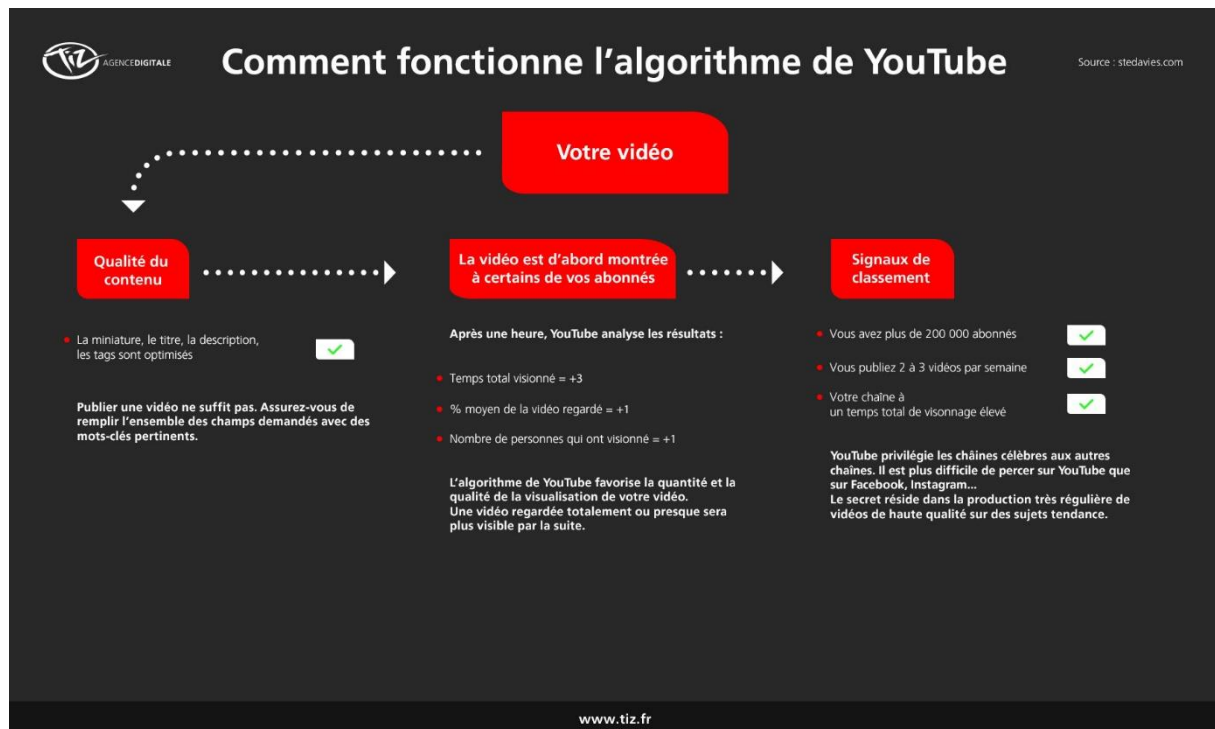 TiZ AGENCEDIGITALE
Comment fonctionne l'algorithme de YouTube
Source : stedavies.com
Votre vidéo
Qualité du
contenu
La miniature, le titre, la description,
les tags sont optimisés
Publier une vidéo ne suffit pas. Assurez-vous de
remplir l'ensemble des champs demandés avec des
mots-clés pertinents.
La vidéo est d'abord montrée
à certains de vos abonnés
Après une heure, YouTube analyse les résultats :
Temps total visionné = +3
% moyen de la vidéo regardé = +1
Nombre de personnes qui ont visionné = +1
L'algorithme de YouTube favorise la quantité et la
qualité de la visualisation de votre vidéo.
Une vidéo regardée totalement ou presque sera
plus visible par la suite.
Signaux de
classement
Vous avez plus de 200 000 abonnés
Vous publiez 2 à 3 vidéos par semaine
Votre chaîne à
un temps total de visonnage élevé
YouTube privilégie les châines célèbres aux autres
chaînes. Il est plus difficile de percer sur YouTube que
sur Facebook, Instagram...
Le secret réside dans la production très régulière de
vidéos de haute qualité sur des sujets tendance.
www.tiz.fr